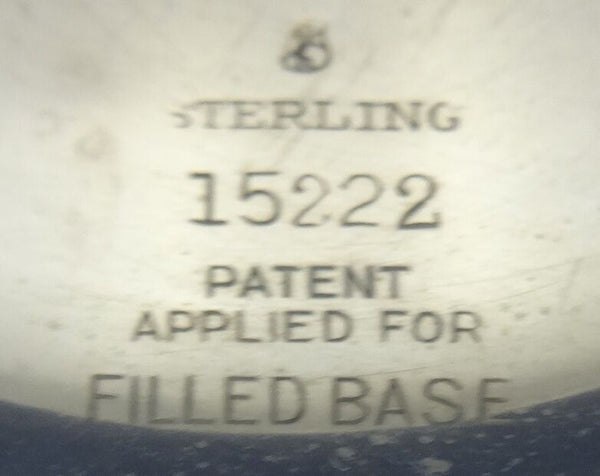 STERLING
15222
PATENT
APPLIED FOR
FILLED BASE